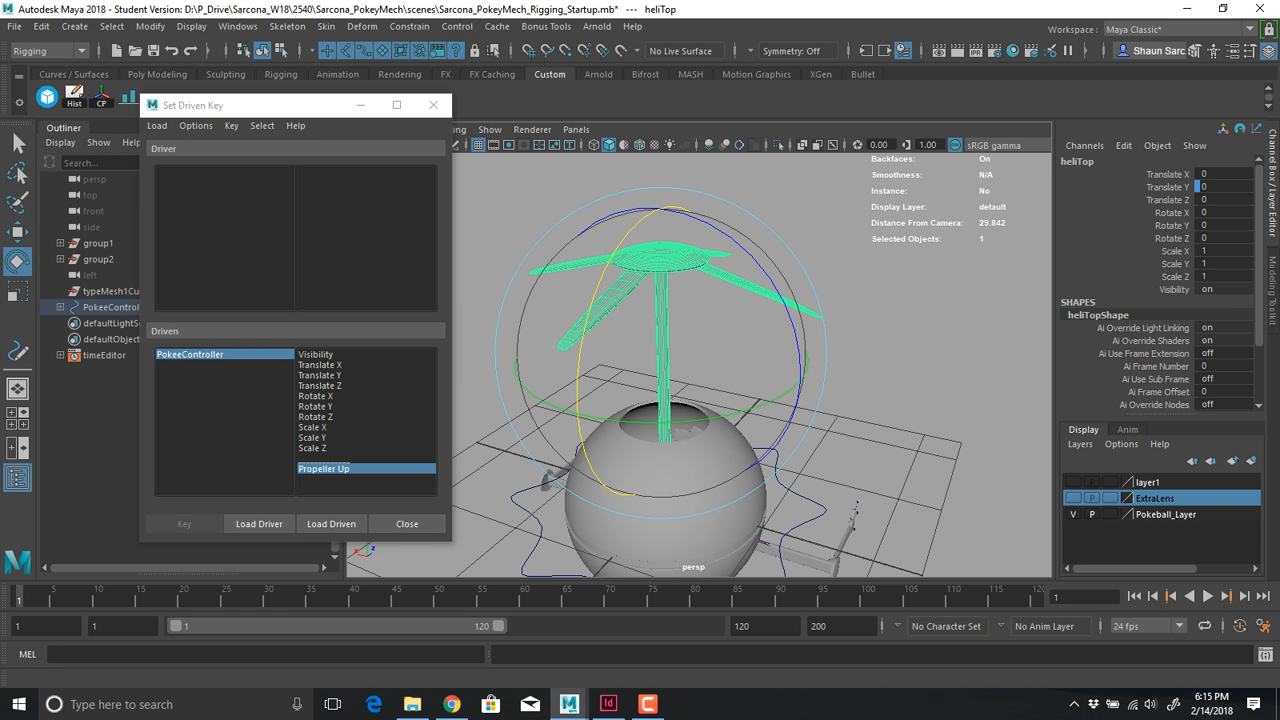 Autodesk Maya 2018 - Student Version: D:\P_Drive\Sarcona_W18\2540\Sarcona_PokeyMech\scenes\Sarcona_PokeyMech_Rigging_Startup.mb* --- heliTop
File Edit Create Select Modify Display Windows Skeleton Skin Deform Constrain Control Cache Bonus Tools Arnold Help
Workspace: Maya Classic*
Rigging No Live Surface Symmetry: Off Shaun Sarc
Curves / Surfaces Poly Modeling Sculpting Rigging Animation Rendering FX FX Caching Custom Arnold Bifrost MASH Motion Graphics XGen Bullet
Hist CP
Set Driven Key
Load Options Key Select Help
Driver
Driven
PokeeController
Visibility
Translate X
Translate Y
Translate Z
Rotate X
Rotate Y
Rotate Z
Scale X
Scale Y
Scale Z
Propeller Up
Key Load Driver Load Driven Close
Outliner
Display Show Help
Search...
persp
top
front
side
group1
group2
left
typeMesh1Cu
PokeeControl
defaultLightS
defaultObject
timeEditor
ing Show Renderer Panels
0.00 1.00 sRGB gamma
Backfaces: On
Smoothness: N/A
Instance: No
Display Layer: default
Distance From Camera: 29.842
Selected Objects: 1
persp
Channels Edit Object Show
heliTop
Translate X 0
Translate Y 0
Translate Z 0
Rotate X 0
Rotate Y 0
Rotate Z 0
Scale X 1
Scale Y 1
Scale Z 1
Visibility on
SHAPES
heliTopShape
Ai Override Light Linking on
Ai Override Shaders on
Ai Use Frame Extension off
Ai Frame Number 0
Ai Use Sub Frame off
Ai Frame Offset 0
Ai Override Nodes off
Channel Box / Layer Editor
Modeling Toolkit
Display Anim
Layers Options Help
P layer1
P ExtraLens
V P Pokeball_Layer
1 5 10 15 20 25 30 35 40 45 50 55 60 65 70 75 80 85 90 95 100 105 110 115 120
1
1 1 1 120 120 200 No Character Set No Anim Layer 24 fps
MEL
Type here to search
6:15 PM
2/14/2018